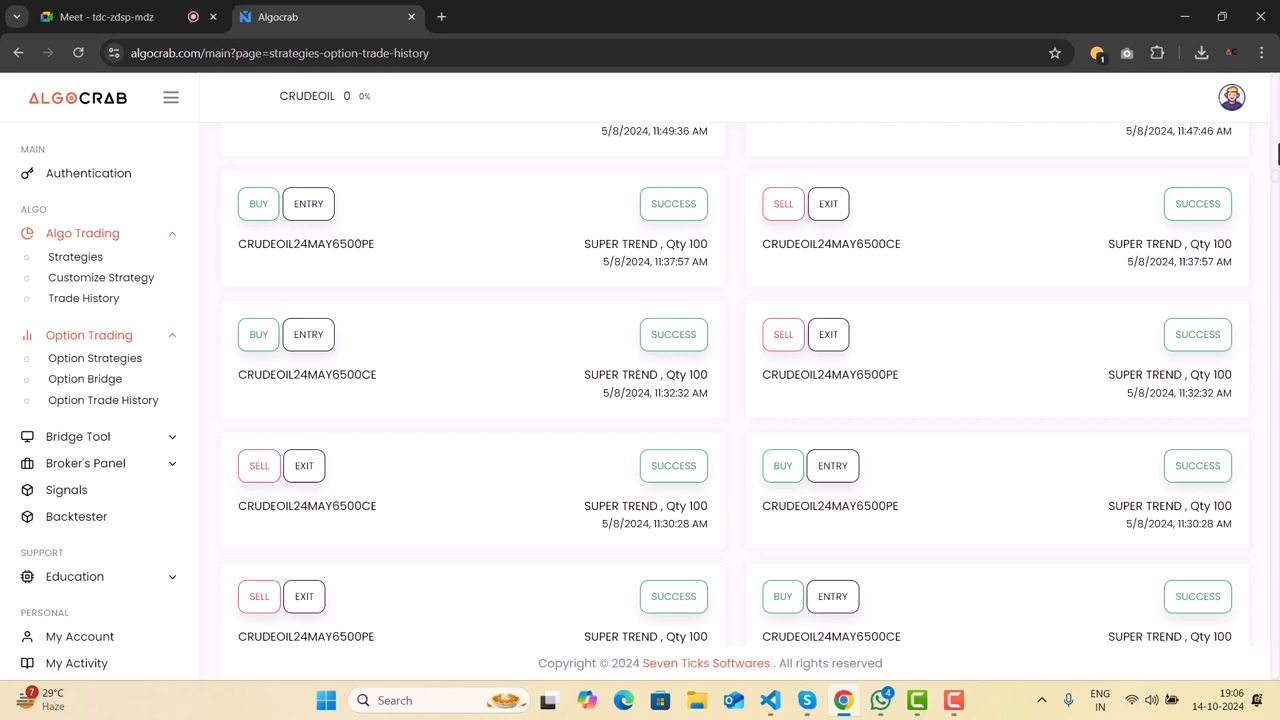 Meet - tdc-zdsp-mdz
Algocrab
algocrab.com/main?page=strategies-option-trade-history
1
AC
ALGOCRAB
CRUDEOIL 0 0%
MAIN
Authentication
ALGO
Algo Trading
Strategies
Customize Strategy
Trade History
Option Trading
Option Strategies
Option Bridge
Option Trade History
Bridge Tool
Broker's Panel
Signals
Backtester
SUPPORT
Education
PERSONAL
My Account
My Activity
5/8/2024, 11:49:36 AM
5/8/2024, 11:47:46 AM
BUY ENTRY SUCCESS
CRUDEOIL24MAY6500PE SUPER TREND , Qty 100
5/8/2024, 11:37:57 AM
SELL EXIT SUCCESS
CRUDEOIL24MAY6500CE SUPER TREND , Qty 100
5/8/2024, 11:37:57 AM
BUY ENTRY SUCCESS
CRUDEOIL24MAY6500CE SUPER TREND , Qty 100
5/8/2024, 11:32:32 AM
SELL EXIT SUCCESS
CRUDEOIL24MAY6500PE SUPER TREND , Qty 100
5/8/2024, 11:32:32 AM
SELL EXIT SUCCESS
CRUDEOIL24MAY6500CE SUPER TREND , Qty 100
5/8/2024, 11:30:28 AM
BUY ENTRY SUCCESS
CRUDEOIL24MAY6500PE SUPER TREND , Qty 100
5/8/2024, 11:30:28 AM
SELL EXIT SUCCESS
CRUDEOIL24MAY6500PE SUPER TREND , Qty 100
BUY ENTRY SUCCESS
CRUDEOIL24MAY6500CE SUPER TREND , Qty 100
Copyright © 2024 Seven Ticks Softwares . All rights reserved
7
29°C
Haze
Search
4
ENG
IN
19:06
14-10-2024